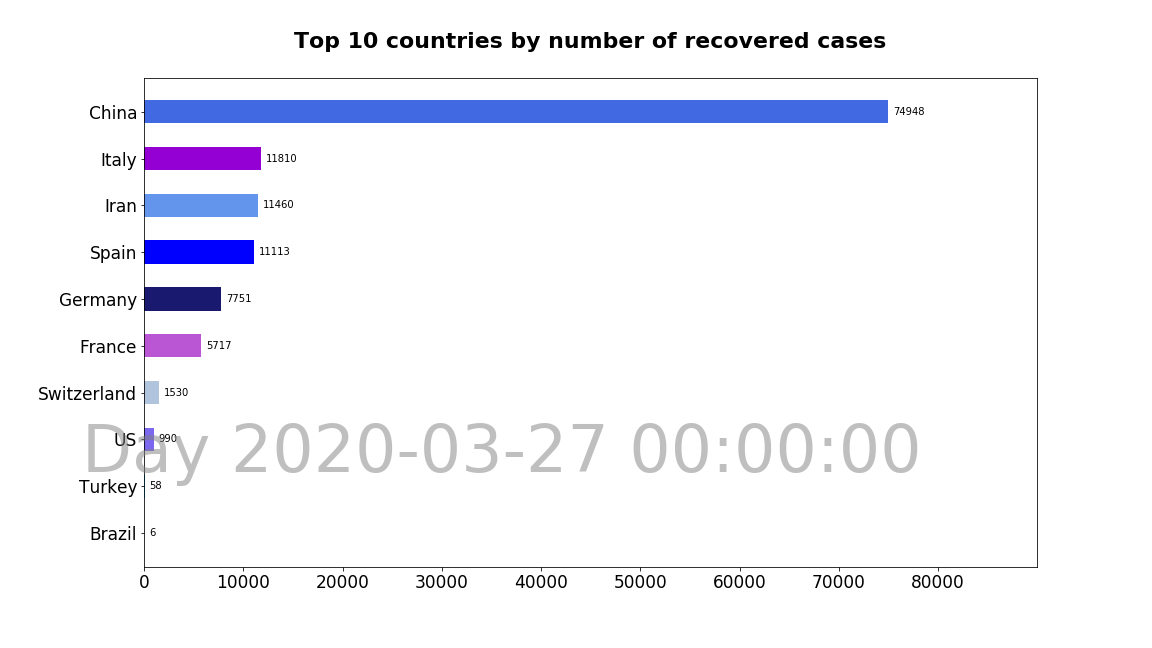 Top 10 countries by number of recovered cases
China 74948
Italy 11810
Iran 11460
Spain 11113
Germany 7751
France 5717
Switzerland 1530
US 990
Day 2020-03-27 00:00:00
Turkey 58
Brazil 6
0 10000 20000 30000 40000 50000 60000 70000 80000